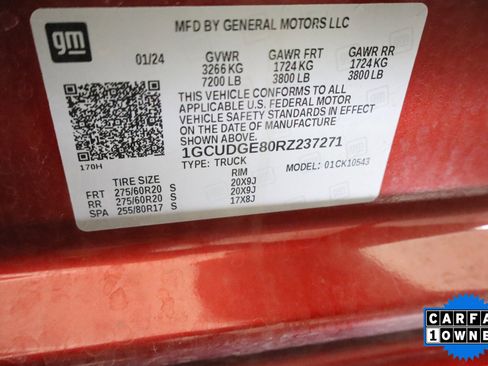 MFD BY GENERAL MOTORS LLC
gm
01/24 GVWR GAWR FRT GAWR RR
3266 KG 1724 KG 1724 KG
7200 LB 3800 LB 3800 LB
THIS VEHICLE CONFORMS TO ALL
APPLICABLE U.S. FEDERAL MOTOR
VEHICLE SAFETY STANDARDS IN EFFECT
ON THE DATE OF MANUFACTURE
SHOWN ABOVE.
1GCUDGE80RZ237271
170H TYPE: TRUCK MODEL: 01CK10543
TIRE SIZE RIM
FRT 275/60R20 S 20X9J
RR 275/60R20 S 20X9J
SPA 255/80R17 S 17X8J
CARFA
1 OWNE